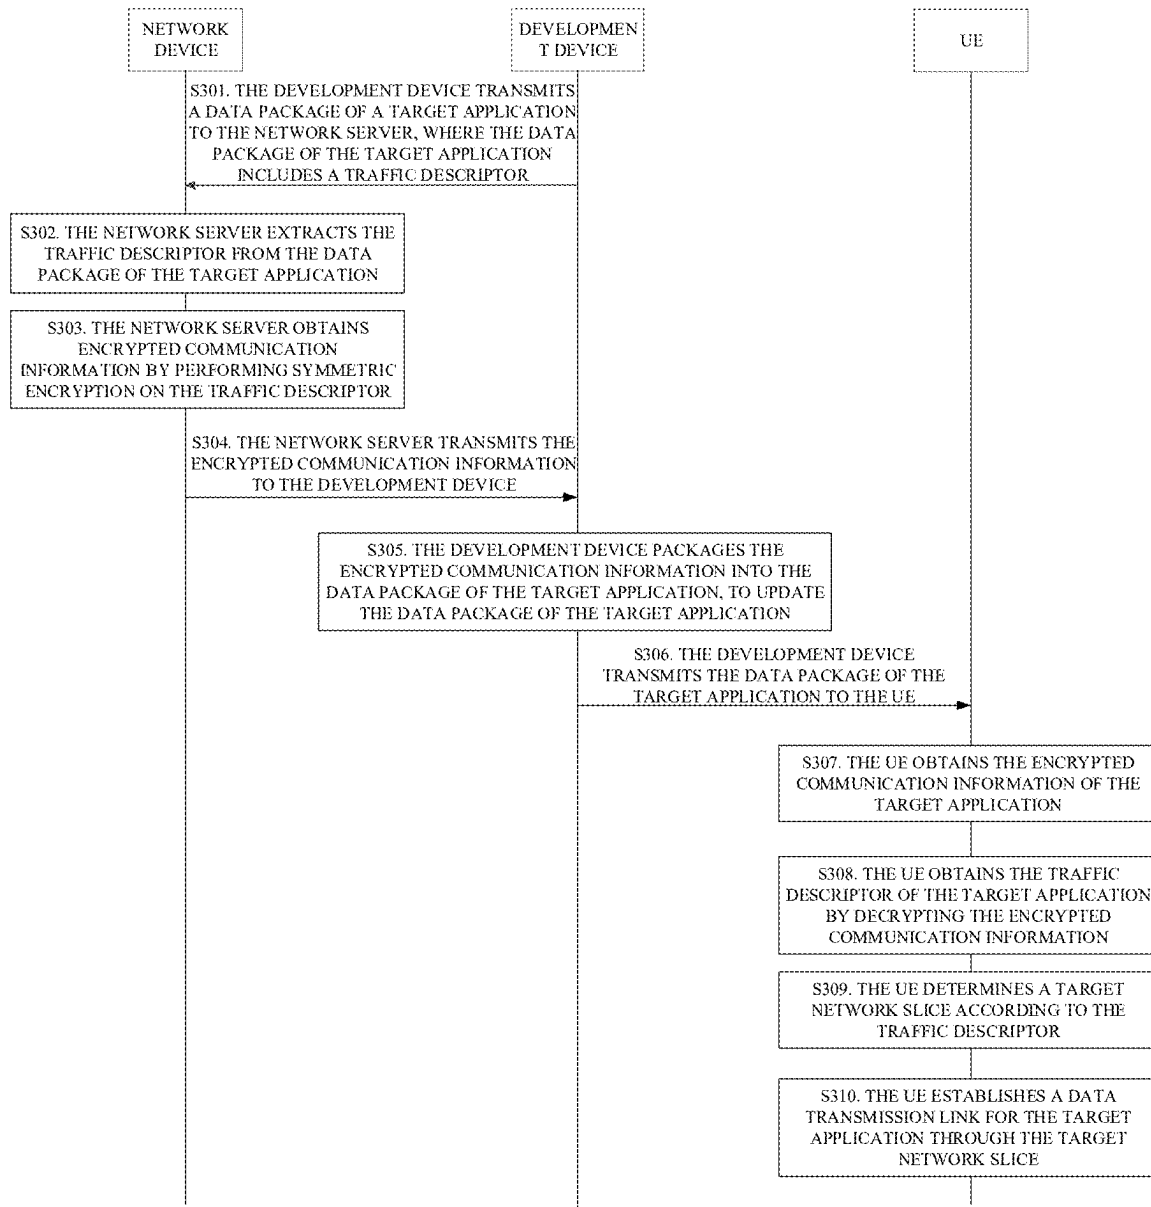 NETWORK
DEVICE
DEVELOPMEN
T DEVICE
UE
S301. THE DEVELOPMENT DEVICE TRANSMITS
A DATA PACKAGE OF A TARGET APPLICATION
TO THE NETWORK SERVER, WHERE THE DATA
PACKAGE OF THE TARGET APPLICATION
INCLUDES A TRAFFIC DESCRIPTOR
S302. THE NETWORK SERVER EXTRACTS THE
TRAFFIC DESCRIPTOR FROM THE DATA
PACKAGE OF THE TARGET APPLICATION
S303. THE NETWORK SERVER OBTAINS
ENCRYPTED COMMUNICATION
INFORMATION BY PERFORMING SYMMETRIC
ENCRYPTION ON THE TRAFFIC DESCRIPTOR
S304. THE NETWORK SERVER TRANSMITS THE
ENCRYPTED COMMUNICATION INFORMATION
TO THE DEVELOPMENT DEVICE
S305. THE DEVELOPMENT DEVICE PACKAGES THE
ENCRYPTED COMMUNICATION INFORMATION INTO THE
DATA PACKAGE OF THE TARGET APPLICATION, TO UPDATE
THE DATA PACKAGE OF THE TARGET APPLICATION
S306. THE DEVELOPMENT DEVICE
TRANSMITS THE DATA PACKAGE OF THE
TARGET APPLICATION TO THE UE
S307. THE UE OBTAINS THE ENCRYPTED
COMMUNICATION INFORMATION OF THE
TARGET APPLICATION
S308. THE UE OBTAINS THE TRAFFIC
DESCRIPTOR OF THE TARGET APPLICATION
BY DECRYPTING THE ENCRYPTED
COMMUNICATION INFORMATION
S309. THE UE DETERMINES A TARGET
NETWORK SLICE ACCORDING TO THE
TRAFFIC DESCRIPTOR
S310. THE UE ESTABLISHES A DATA
TRANSMISSION LINK FOR THE TARGET
APPLICATION THROUGH THE TARGET
NETWORK SLICE